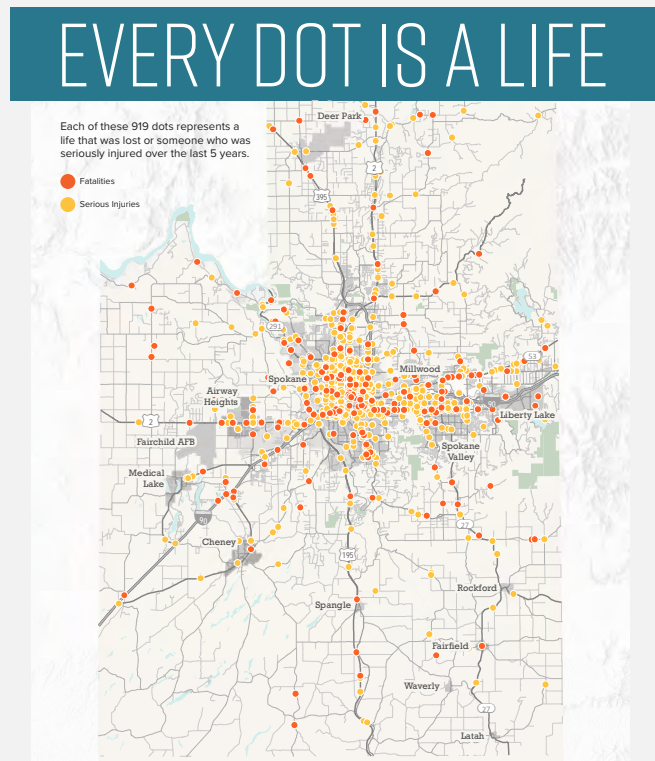 EVERY DOT IS A LIFE
Each of these 919 dots represents a
life that was lost or someone who was
seriously injured over the last 5 years.
Fatalities
Serious Injuries
Deer Park
2
395
291
Millwood
53
Spokane
Airway
Heights
90
Liberty Lake
2
Fairchild AFB
Spokane
Valley
Medical
Lake
90
27
Cheney
195
Rockford
Spangle
Fairfield
Waverly
27
Latah